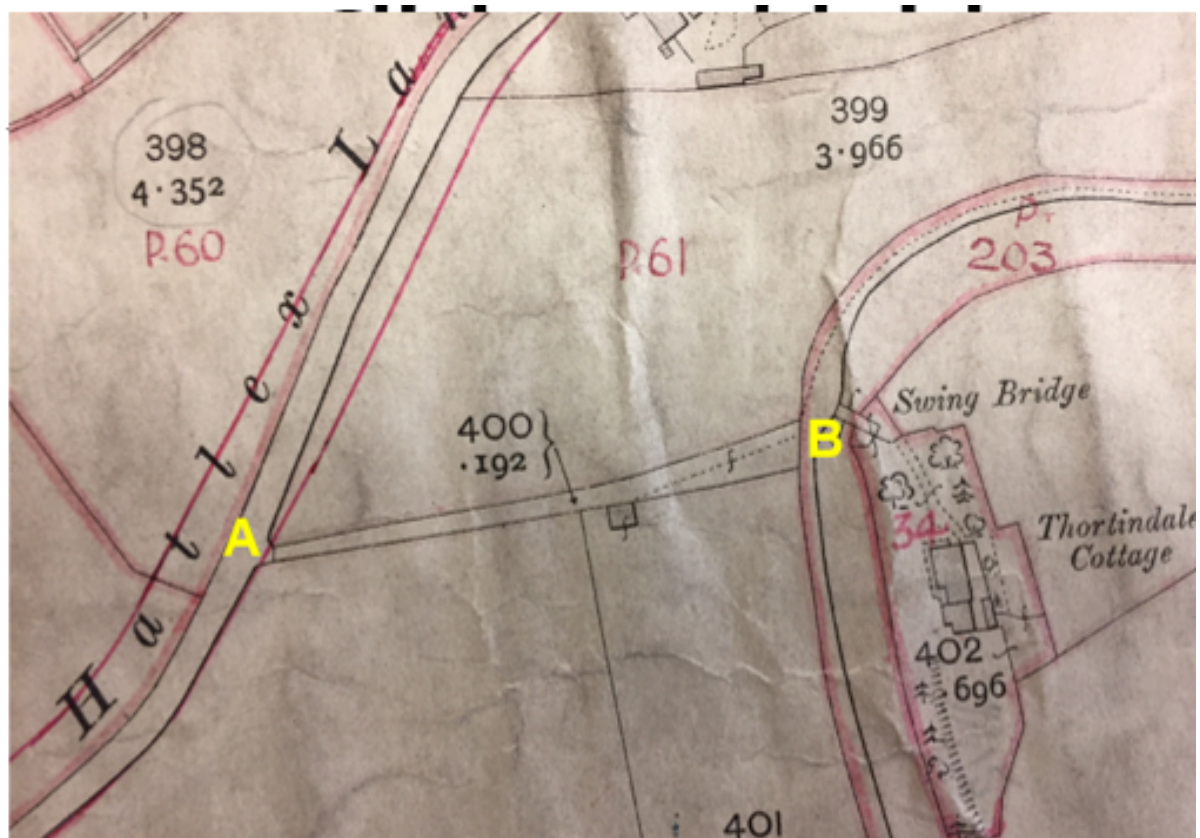 Hatlex La
398
4·352
P.60
399
3·966
P.61
P.
203
400
·192
A
B
Swing Bridge
34
Thortindale
Cottage
402
·696
401